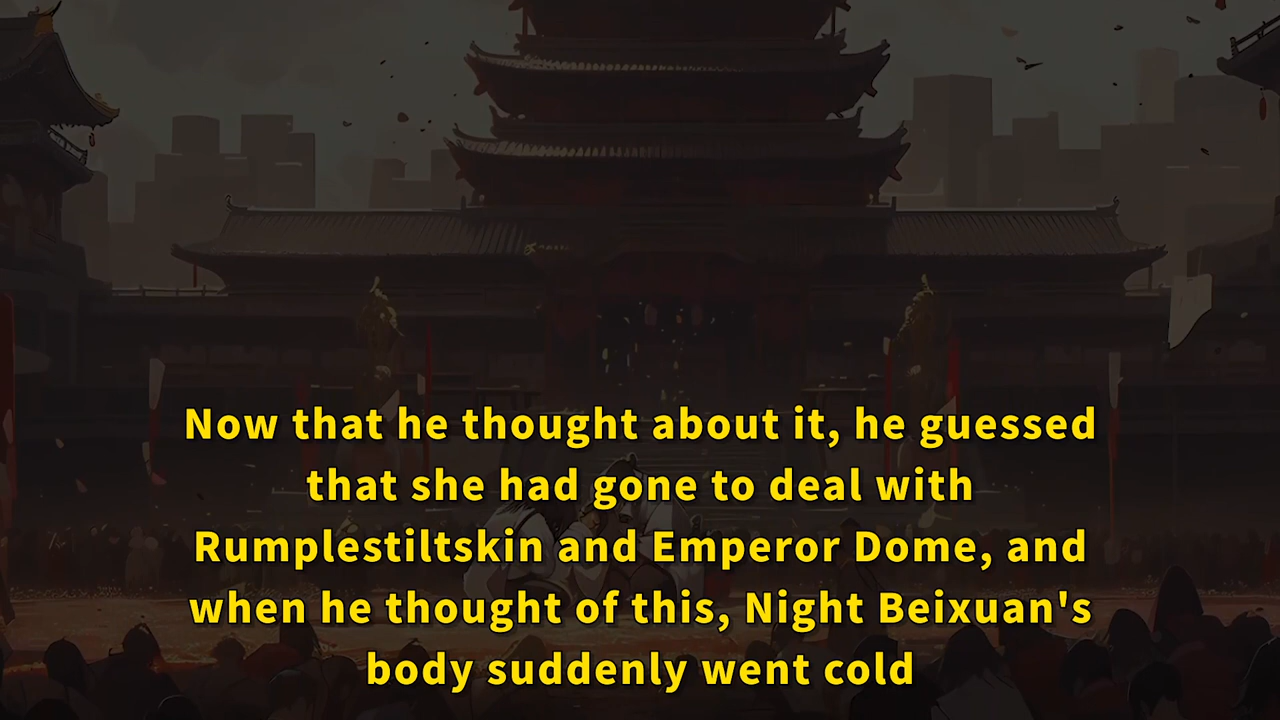 Now that he thought about it, he guessed
that she had gone to deal with
Rumplestiltskin and Emperor Dome, and
when he thought of this, Night Beixuan's
body suddenly went cold